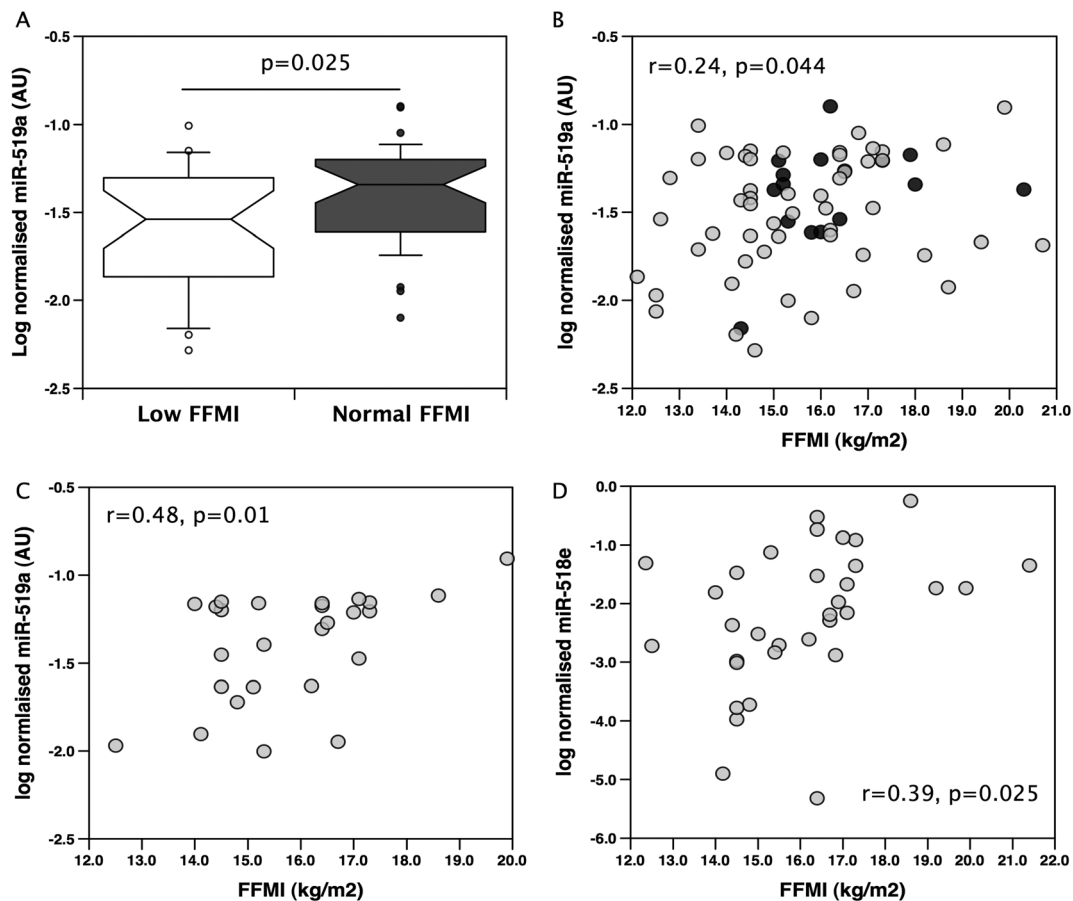 A
-0.5
-1.0
-1.5
-2.0
-2.5
Log normalised miR-519a (AU)
p=0.025
Low FFMI
Normal FFMI
B
-0.5
-1.0
-1.5
-2.0
-2.5
log normalised miR-519a (AU)
r=0.24, p=0.044
12.0 13.0 14.0 15.0 16.0 17.0 18.0 19.0 20.0 21.0
FFMI (kg/m2)
C
-0.5
-1.0
-1.5
-2.0
-2.5
log normlaised miR-519a (AU)
r=0.48, p=0.01
12.0 13.0 14.0 15.0 16.0 17.0 18.0 19.0 20.0
FFMI (kg/m2)
D
0.0
-1.0
-2.0
-3.0
-4.0
-5.0
-6.0
log normalised miR-518e
r=0.39, p=0.025
12.0 13.0 14.0 15.0 16.0 17.0 18.0 19.0 20.0 21.0 22.0
FFMI (kg/m2)